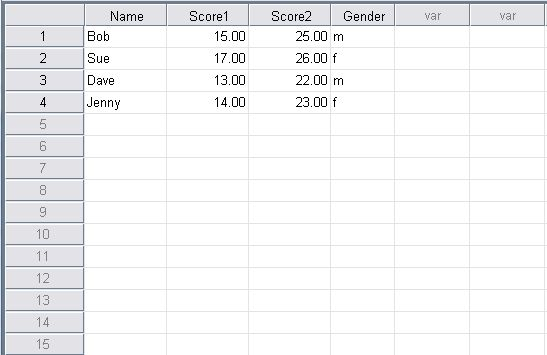 Name Score1 Score2 Gender var var
1 Bob 15.00 25.00 m
2 Sue 17.00 26.00 f
3 Dave 13.00 22.00 m
4 Jenny 14.00 23.00 f
5
6
7
8
9
10
11
12
13
14
15